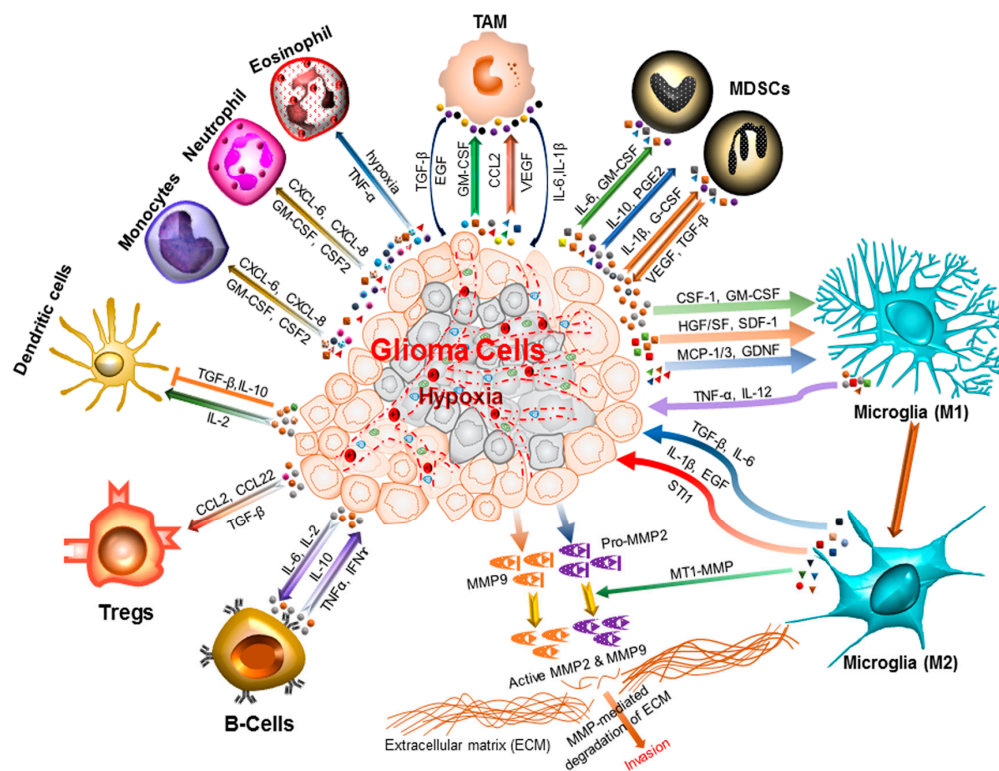 TAM
Eosinophil
MDSCs
Neutrophil
Monocytes
hypoxia
TNF-α
TGF-β
EGF
GM-CSF
CCL2
VEGF
IL-6,IL-1β
IL-6, GM-CSF
IL-10, PGE2
IL-1β, G-CSF
VEGF, TGF-β
CXCL-6, CXCL-8
GM-CSF, CSF2
CXCL-6, CXCL-8
GM-CSF, CSF2
Dendritic cells
CSF-1, GM-CSF
HGF/SF, SDF-1
MCP-1/3, GDNF
TNF-α, IL-12
Microglia (M1)
Glioma Cells
Hypoxia
TGF-β,IL-10
IL-2
TGF-β, IL-6
IL-1β, EGF
STI1
CCL2, CCL22
TGF-β
Tregs
IL-6, IL-2
IL-10
TNFα, IFNr
B-Cells
Pro-MMP2
MMP9
MT1-MMP
Active MMP2 & MMP9
Microglia (M2)
Extracellular matrix (ECM)
MMP-mediated
degradation of ECM
Invasion